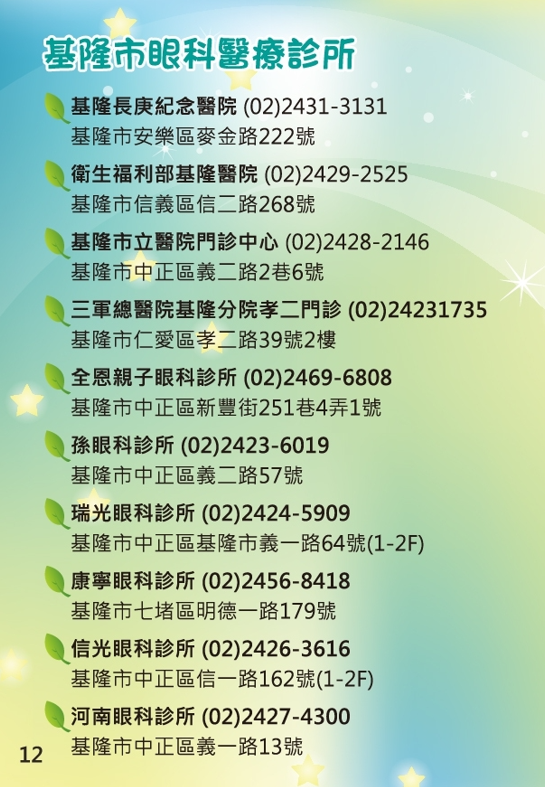 基隆市眼科醫療診所
基隆長庚紀念醫院 (02)2431-3131
基隆市安樂區麥金路222號
衛生福利部基隆醫院 (02)2429-2525
基隆市信義區信二路268號
基隆市立醫院門診中心 (02)2428-2146
基隆市中正區義二路2巷6號
三軍總醫院基隆分院孝二門診 (02)24231735
基隆市仁愛區孝二路39號2樓
全恩親子眼科診所 (02)2469-6808
基隆市中正區新豐街251巷4弄1號
孫眼科診所 (02)2423-6019
基隆市中正區義二路57號
瑞光眼科診所 (02)2424-5909
基隆市中正區基隆市義一路64號(1-2F)
康寧眼科診所 (02)2456-8418
基隆市七堵區明德一路179號
信光眼科診所 (02)2426-3616
基隆市中正區信一路162號(1-2F)
河南眼科診所 (02)2427-4300
基隆市中正區義一路13號
12